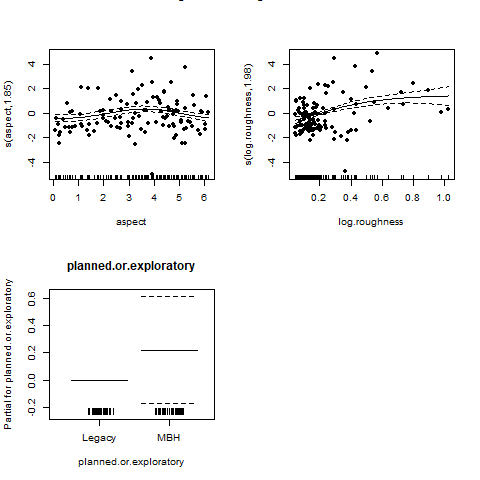 s(aspect,1.85)
4
2
0
-2
-4
0 1 2 3 4 5 6
aspect
s(log.roughness,1.98)
4
2
0
-2
-4
0.2 0.4 0.6 0.8 1.0
log.roughness
planned.or.exploratory
Partial for planned.or.exploratory
0.6
0.4
0.2
0.0
-0.2
Legacy MBH
planned.or.exploratory